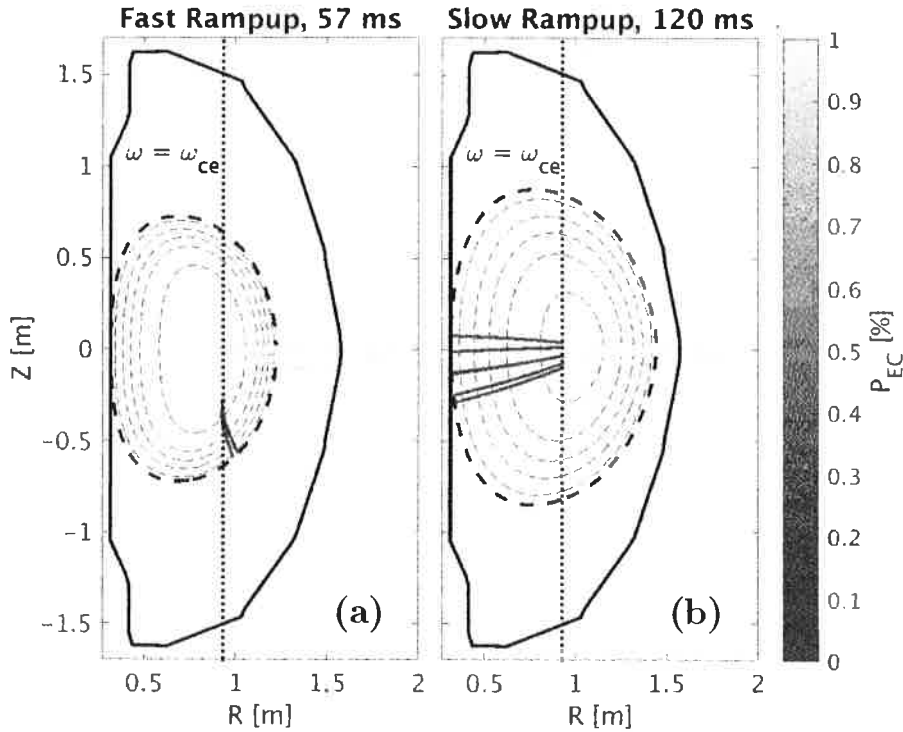 Fast Rampup, 57 ms
Slow Rampup, 120 ms
1.5
1
0.5
0
-0.5
-1
-1.5
Z [m]
ω = ω_ce
(a)
0.5
1
1.5
2
R [m]
ω = ω_ce
(b)
0.5
1
1.5
2
R [m]
1
0.9
0.8
0.7
0.6
0.5
0.4
0.3
0.2
0.1
0
P_EC [%]